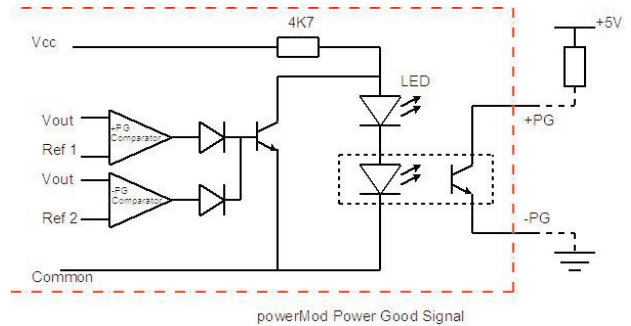 4K7
+5V
Vcc
LED
Vout
+PG
Comparator
+PG
Ref 1
Vout
-PG
Comparator
Ref 2
-PG
Common
powerMod Power Good Signal